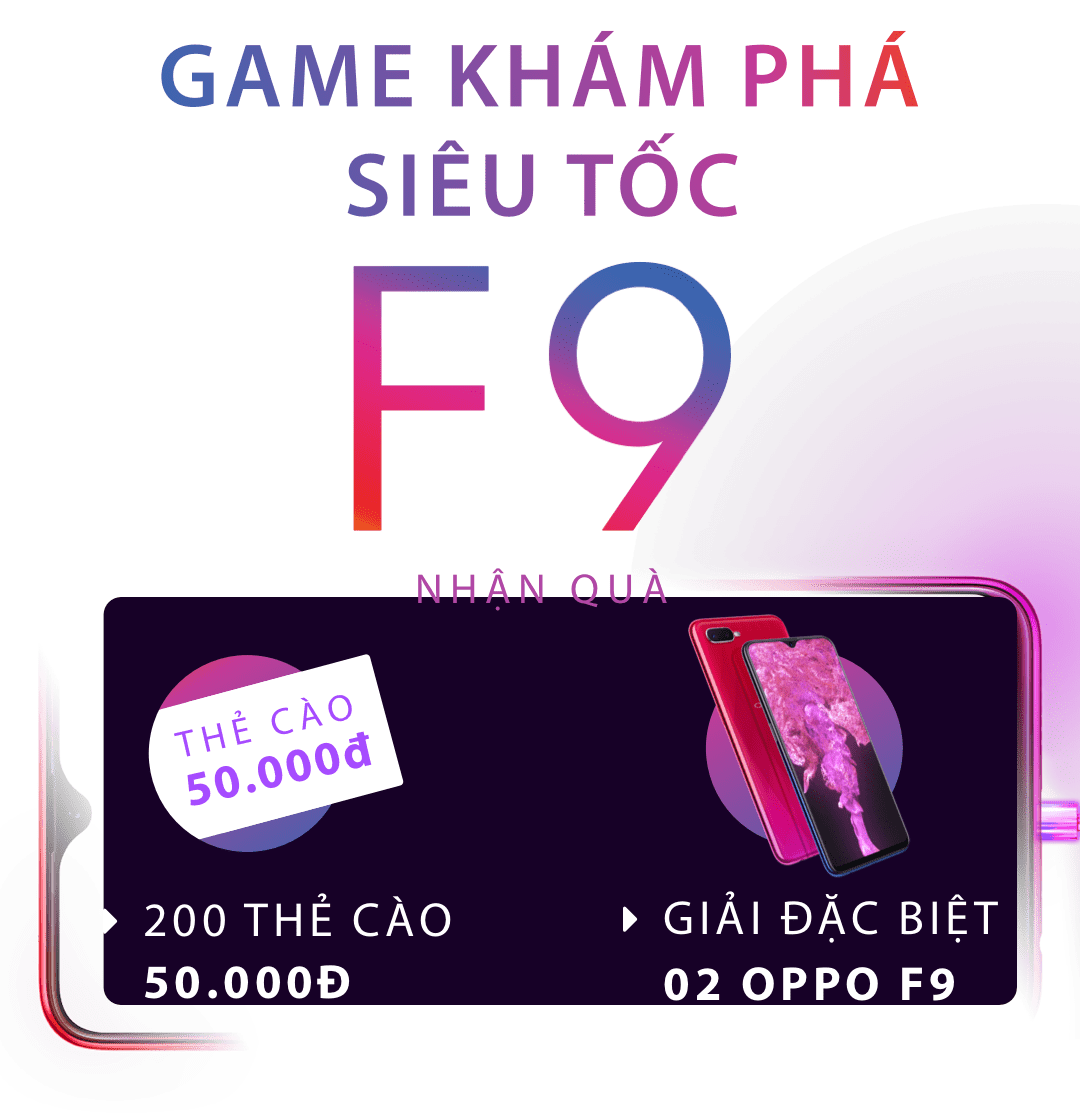 GAME KHÁM PHÁ
SIÊU TỐC
F9
NHẬN QUÀ
THẺ CÀO
50.000đ
200 THẺ CÀO
50.000Đ
GIẢI ĐẶC BIỆT
02 OPPO F9